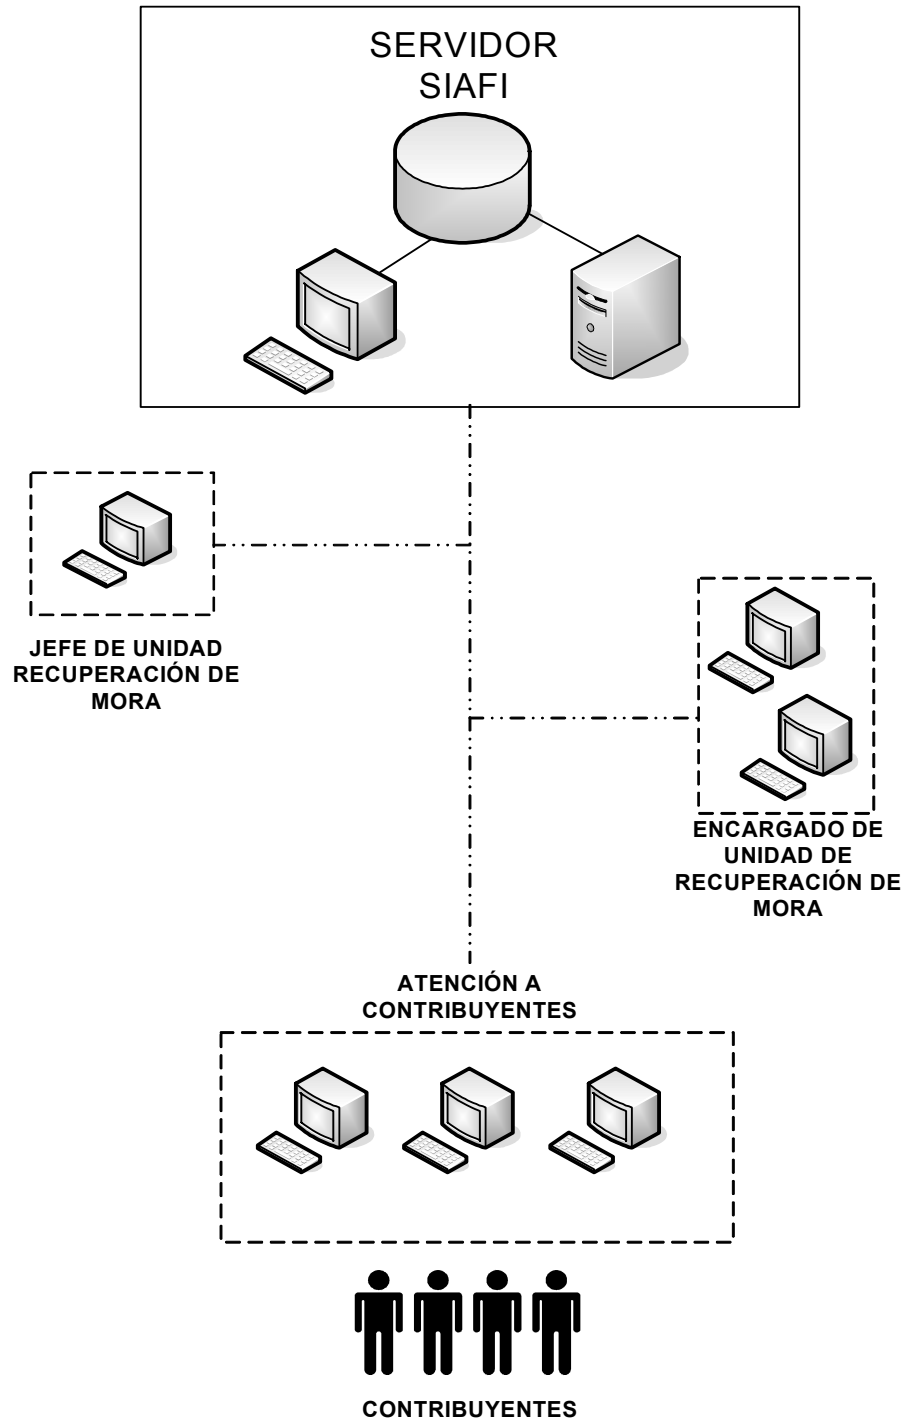 SERVIDOR
SIAFI
JEFE DE UNIDAD
RECUPERACIÓN DE
MORA
ENCARGADO DE
UNIDAD DE
RECUPERACIÓN DE
MORA
ATENCIÓN A
CONTRIBUYENTES
CONTRIBUYENTES